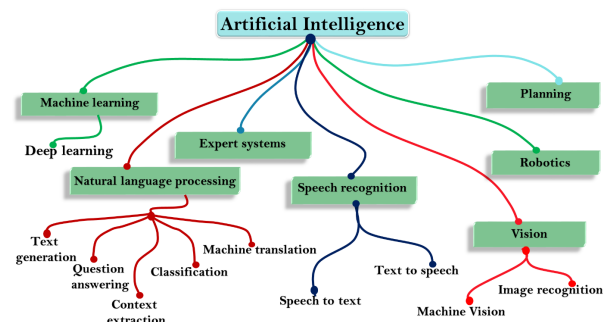 Artificial Intelligence
Machine learning
Planning
Deep learning
Expert systems
Robotics
Natural language processing
Speech recognition
Text
generation
Question
answering
Context
extraction
Classification
Machine translation
Speech to text
Text to speech
Vision
Machine Vision
Image recognition